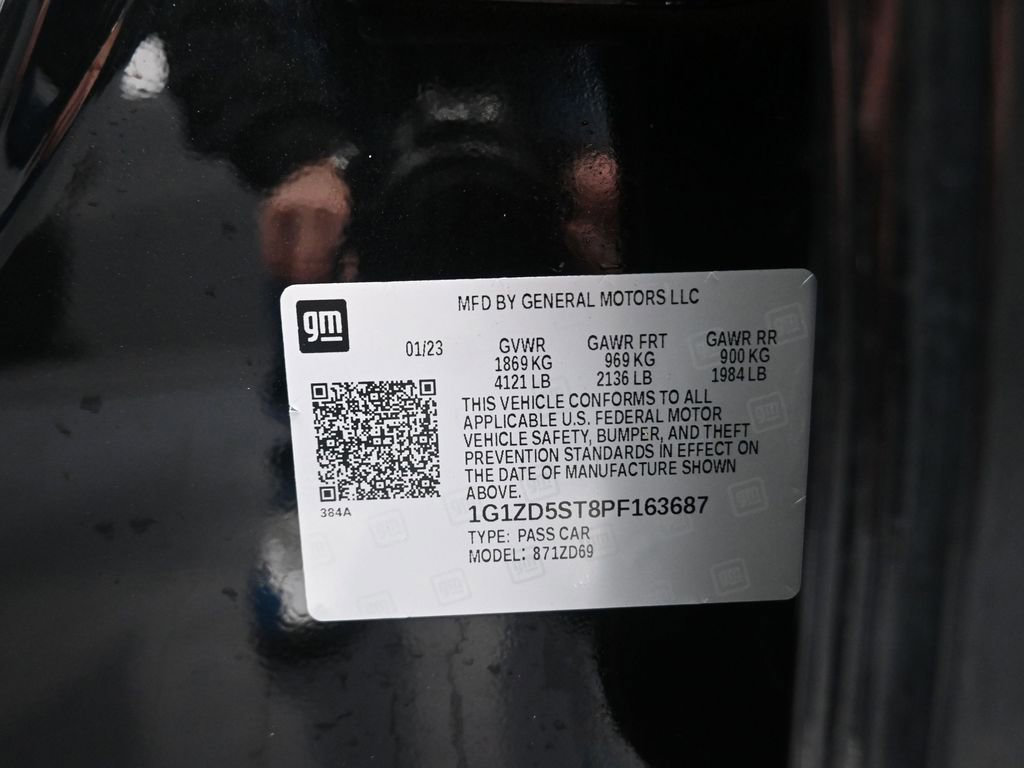 gm
MFD BY GENERAL MOTORS LLC
01/23
GVWR GAWR FRT GAWR RR
1869 KG 969 KG 900 KG
4121 LB 2136 LB 1984 LB
THIS VEHICLE CONFORMS TO ALL
APPLICABLE U.S. FEDERAL MOTOR
VEHICLE SAFETY, BUMPER, AND THEFT
PREVENTION STANDARDS IN EFFECT ON
THE DATE OF MANUFACTURE SHOWN
ABOVE.
384A
1G1ZD5ST8PF163687
TYPE: PASS CAR
MODEL: 871ZD69